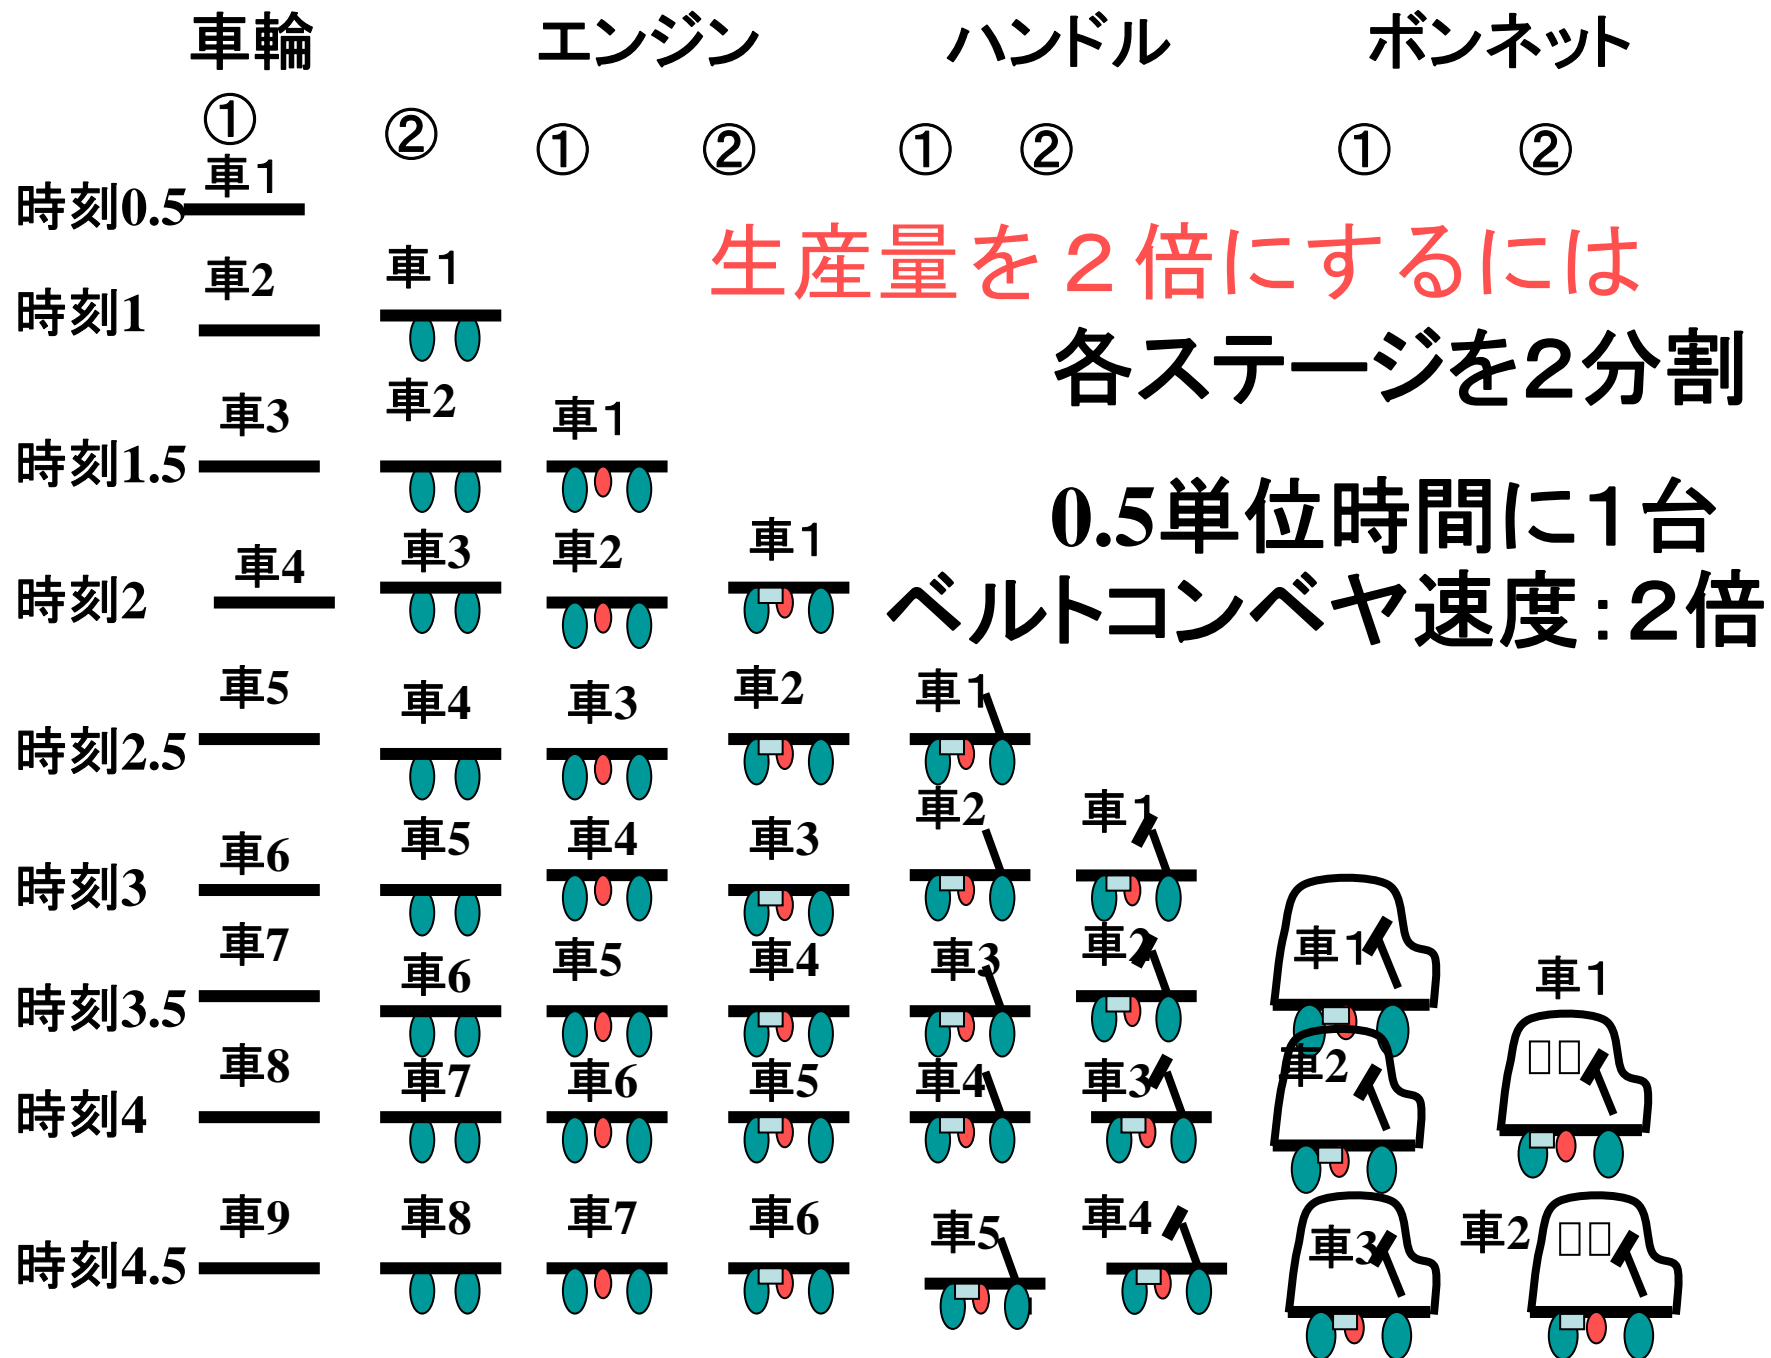 車輪 エンジン ハンドル ボンネット
① ② ① ② ① ② ① ②
時刻0.5 車１
生産量を２倍にするには
時刻1 車2 車１
各ステージを２分割
時刻1.5 車3 車2 車１
0.5単位時間に１台
時刻2 車4 車3 車2 車１
ベルトコンベヤ速度：２倍
時刻2.5 車5 車4 車3 車2 車１
時刻3 車6 車5 車4 車3 車2 車１
時刻3.5 車7 車6 車5 車4 車3 車2 車１
時刻4 車8 車7 車6 車5 車4 車3 車2 車１
時刻4.5 車9 車8 車7 車6 車5 車4 車3 車2